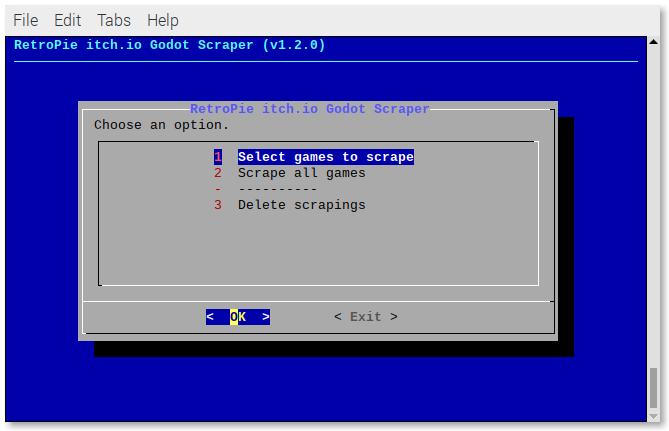 File Edit Tabs Help
RetroPie itch.io Godot Scraper (v1.2.0)
RetroPie itch.io Godot Scraper
Choose an option.
1 Select games to scrape
2 Scrape all games
- ----------
3 Delete scrapings
< OK > < Exit >